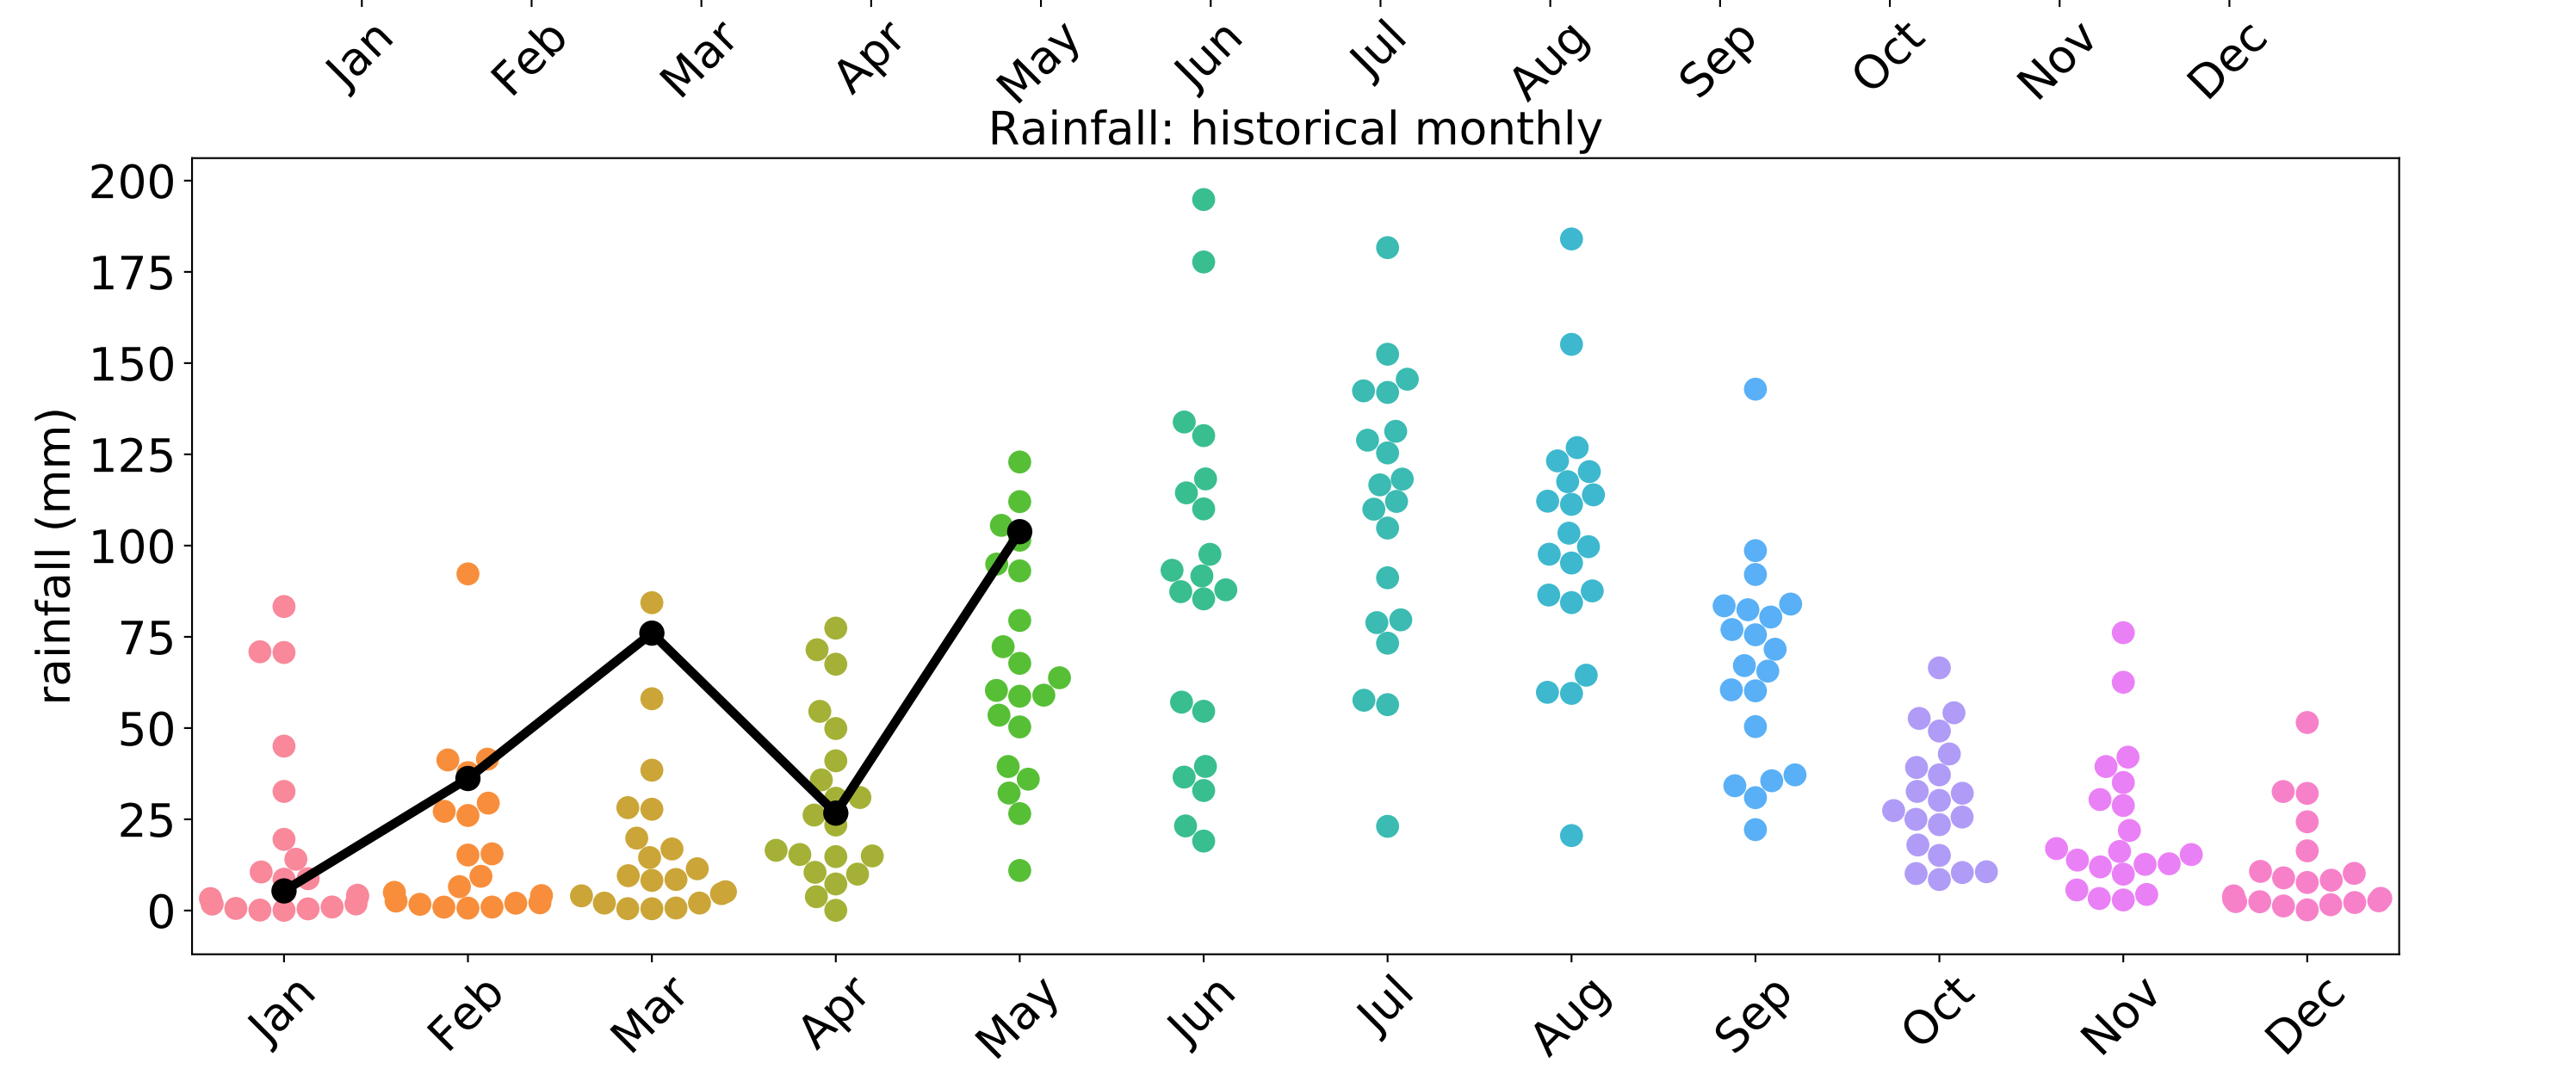 Jan Feb Mar Apr May Jun Jul Aug Sep Oct Nov Dec
Rainfall: historical monthly
rainfall (mm)
200
175
150
125
100
75
50
25
0
Jan Feb Mar Apr May Jun Jul Aug Sep Oct Nov Dec